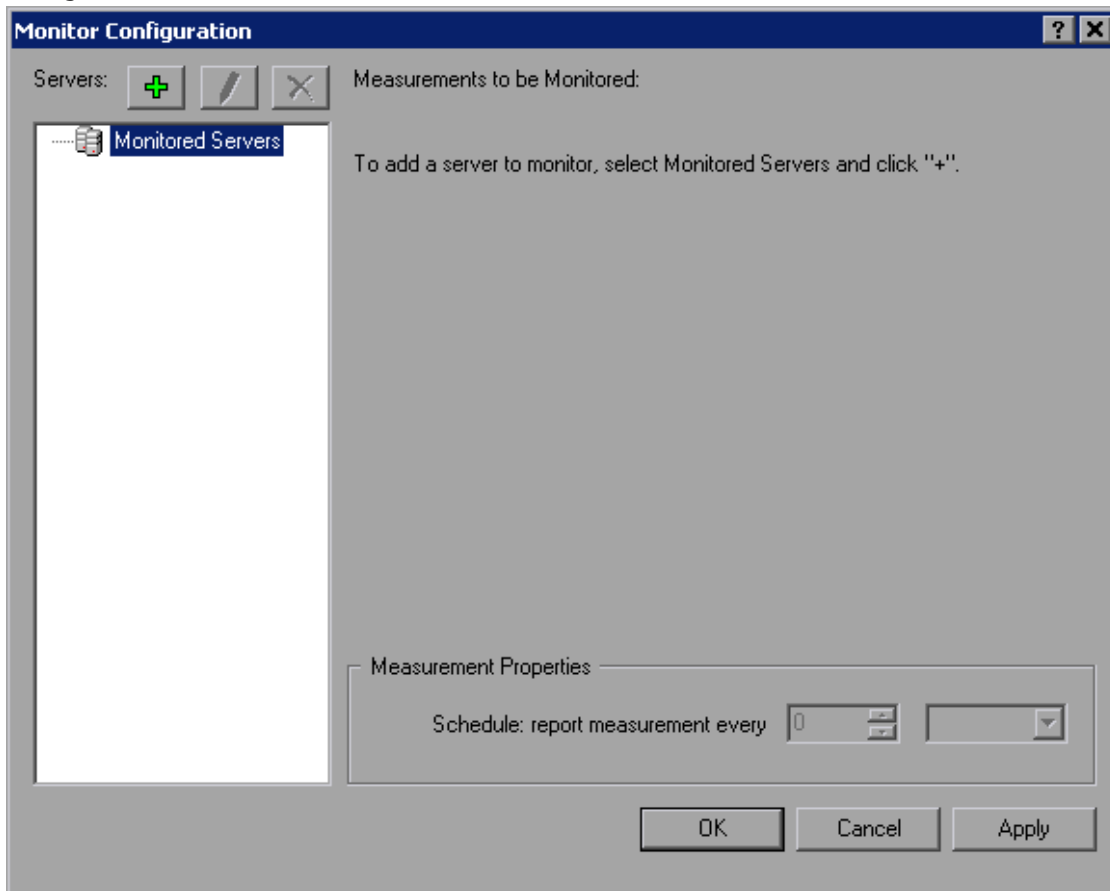 Monitor Configuration
Servers:
Measurements to be Monitored:
Monitored Servers
To add a server to monitor, select Monitored Servers and click "+".
Measurement Properties
Schedule: report measurement every 0
OK Cancel Apply